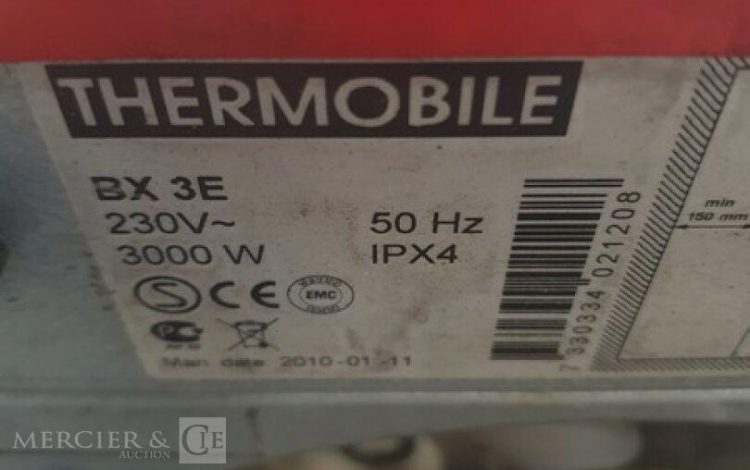 THERMOBILE
BX 3E
230V~ 50 Hz
3000 W IPX4
S CE EMC
Man. date 2010-01-11
7 330334 021208
min
150 mm
MERCIER & CIE
AUCTION